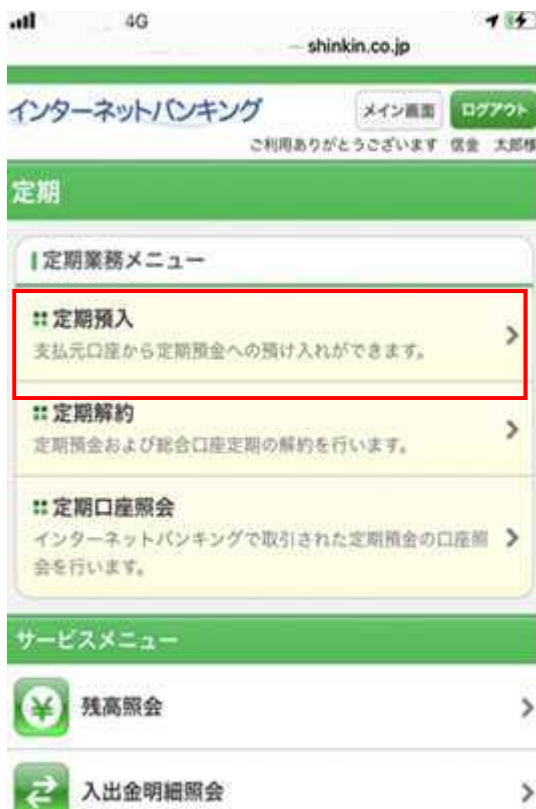 4G
shinkin.co.jp
インターネットバンキング
メイン画面
ログアウト
ご利用ありがとうございます 信金 太郎様
定期
定期業務メニュー
定期預入
支払元口座から定期預金への預け入れができます。
定期解約
定期預金および総合口座定期の解約を行います。
定期口座照会
インターネットバンキングで取引された定期預金の口座照
会を行います。
サービスメニュー
残高照会
入出金明細照会